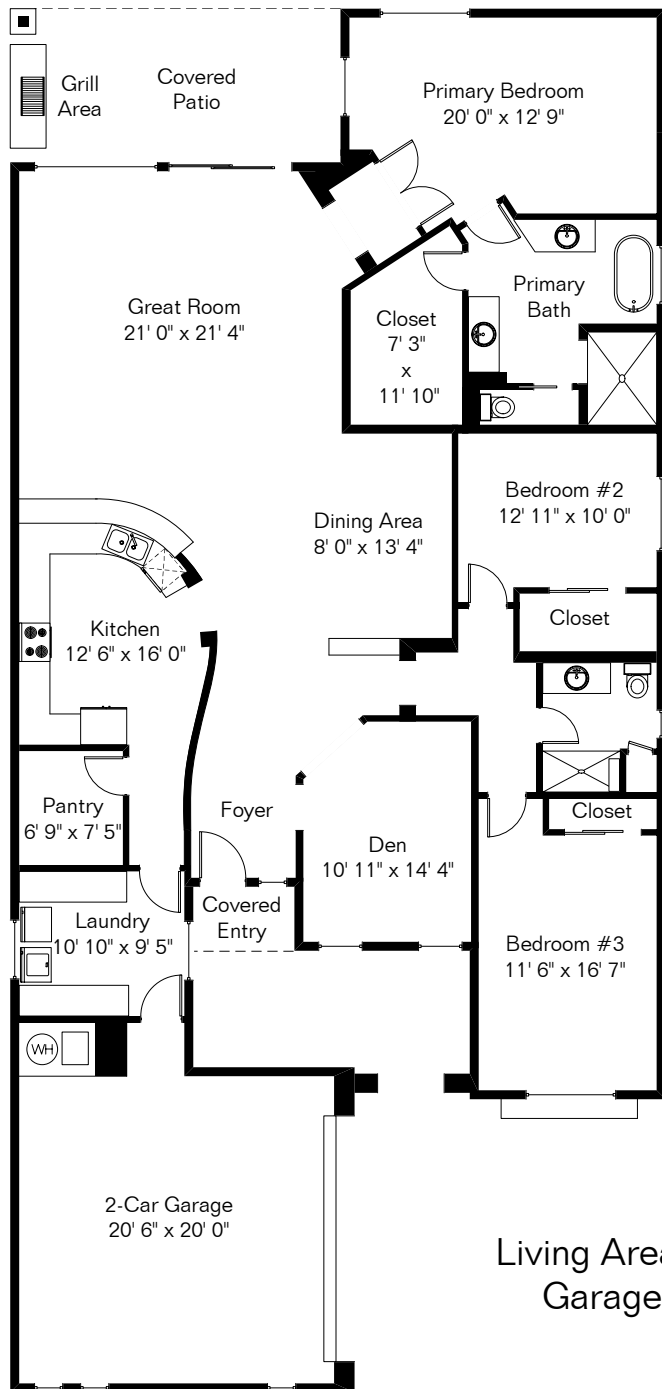 Grill
Area
Covered
Patio
Primary Bedroom
20' 0" x 12' 9"
Great Room
21' 0" x 21' 4"
Closet
7' 3"
x
11' 10"
Primary
Bath
Dining Area
8' 0" x 13' 4"
Bedroom #2
12' 11" x 10' 0"
Closet
Kitchen
12' 6" x 16' 0"
Pantry
6' 9" x 7' 5"
Foyer
Den
10' 11" x 14' 4"
Closet
Laundry
10' 10" x 9' 5"
Covered
Entry
Bedroom #3
11' 6" x 16' 7"
WH
2-Car Garage
20' 6" x 20' 0"
Living Area
Garage